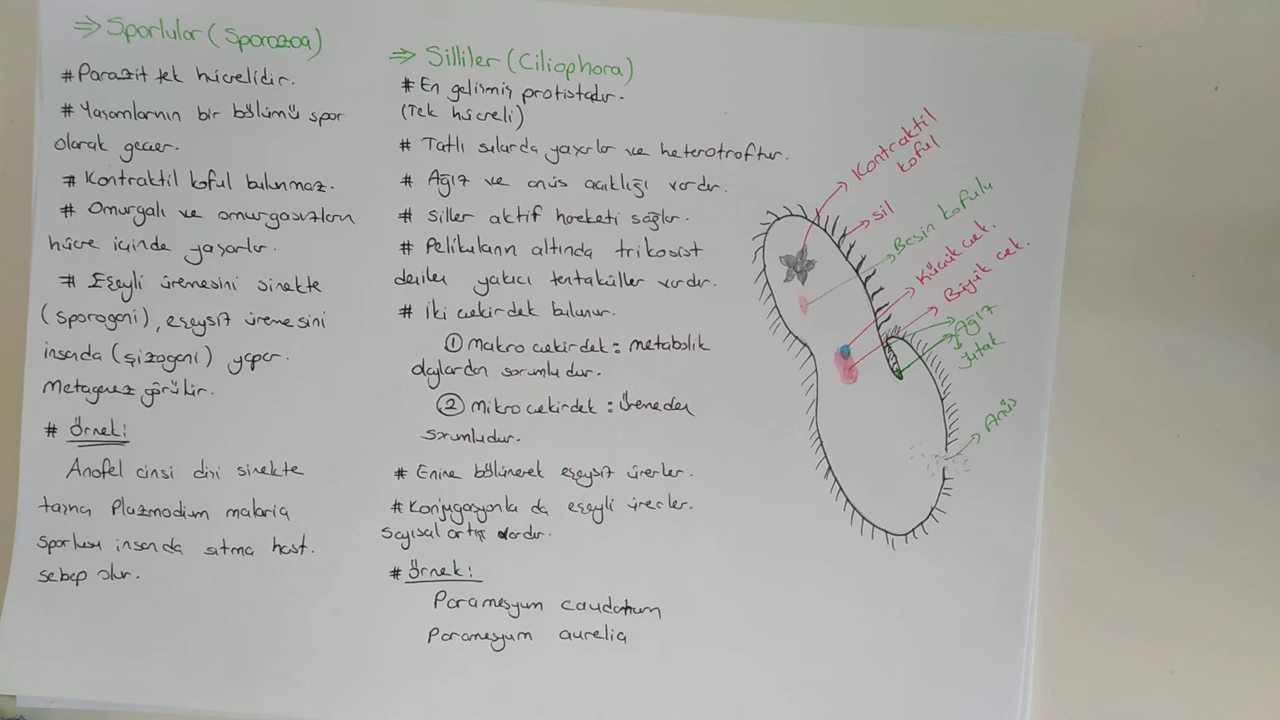 ⇒ Sporlular (Sporozoa)
# Parazit tek hücrelidir.
# Yaşamlarının bir bölümü spor
olarak geçer.
# Kontraktil koful bulunmaz.
# Omurgalı ve omurgasızların
hücre içinde yaşarlar.
# Eşeyli üremesini sinekte
(sporogoni), eşeysiz üremesini
insanda (şizogoni) yapar.
Metagenez görülür.
# Örnek:
Anofel cinsi dişi sinekte
taşına Plazmodium malaria
sporlusu insanda sıtma hast.
sebep olur.
⇒ Silliler (Ciliophora)
# En gelişmiş protistadır.
(Tek hücreli)
# Tatlı sularda yaşarlar ve heterotroftur.
# Ağız ve anüs açıklığı vardır.
# Siller aktif hareketi sağlar.
# Pelikulanın altında trikosist
denilen yakıcı tentaküller vardır.
# İki çekirdek bulunur.
① Makro çekirdek: metabolik
olaylardan sorumludur.
② Mikro çekirdek: üremeden
sorumludur.
# Enine bölünerek eşeysiz ürerler.
# Konjugasyonla da eşeyli ürerler.
Sayısal artış vardır.
# Örnek:
Paramesyum caudatum
Paramesyum aurelia
Kontraktil
koful
sil
Besin kofulu
Küçük çek.
Büyük çek.
Ağız
Yutak
Anüs